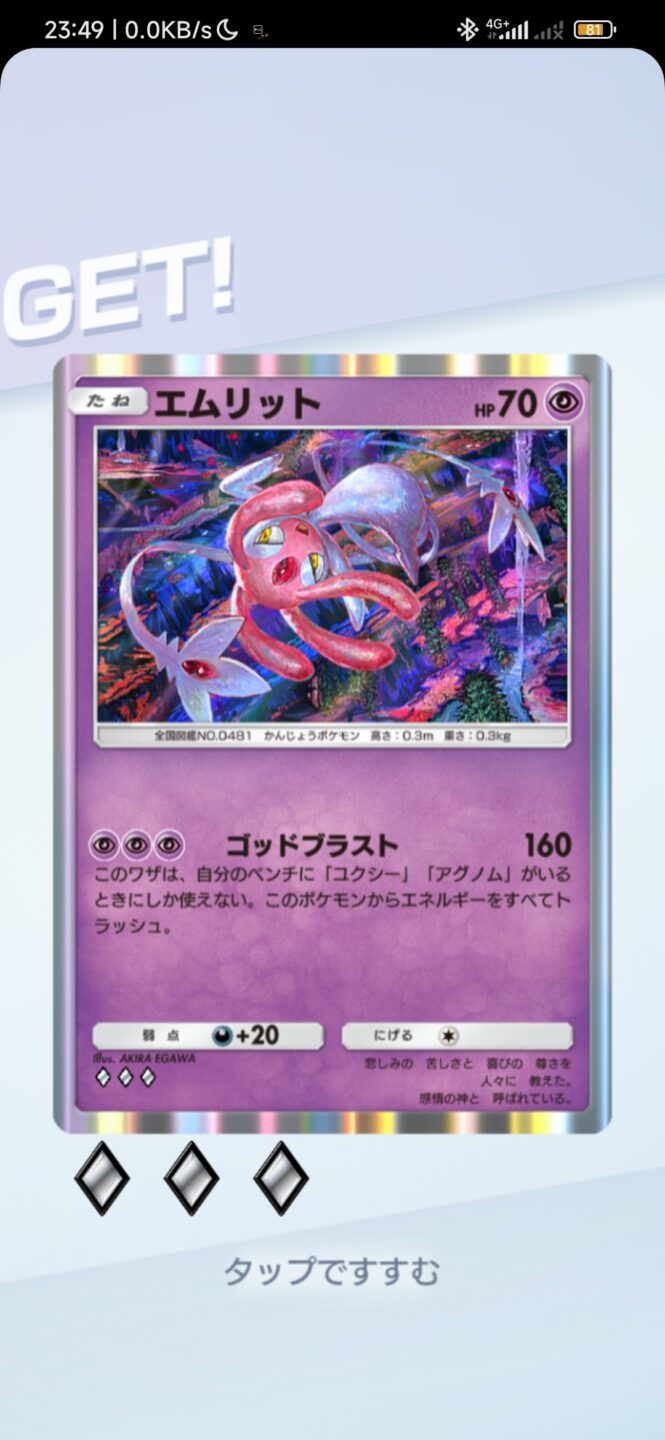 23:49 | 0.0KB/s 4G+ 81
GET!
たね エムリット HP 70
全国図鑑NO.0481 かんじょうポケモン 高さ：0.3m 重さ：0.3kg
ゴッドブラスト 160
このワザは、自分のベンチに「ユクシー」「アグノム」がいる
ときにしか使えない。このポケモンからエネルギーをすべてト
ラッシュ。
弱点 +20 にげる
Illus. AKIRA EGAWA
悲しみの 苦しさと 喜びの 尊さを
人々に 教えた。
感情の神と 呼ばれている。
タップですすむ